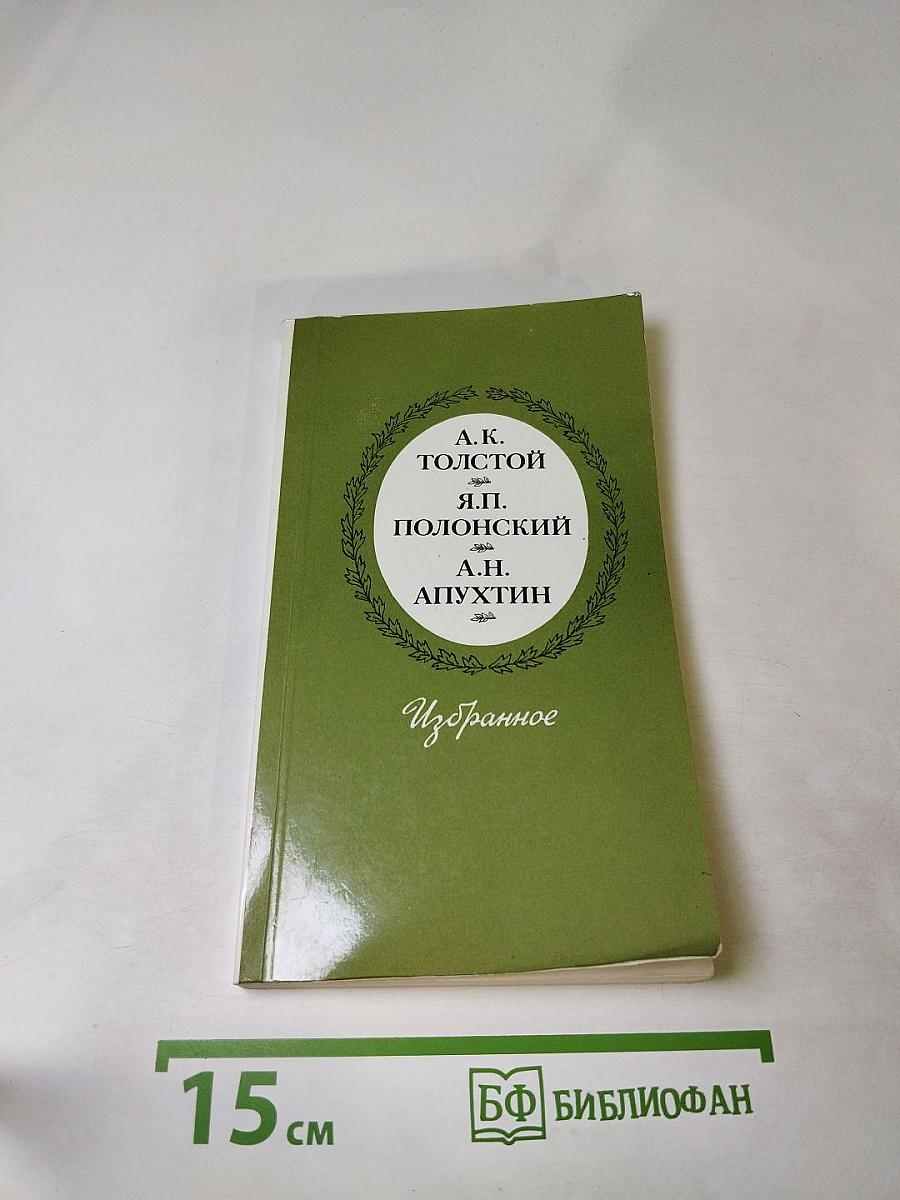 А.К.
ТОЛСТОЙ
Я.П.
ПОЛОНСКИЙ
А.Н.
АПУХТИН
Избранное
15 см
БФ БИБЛИОФАН